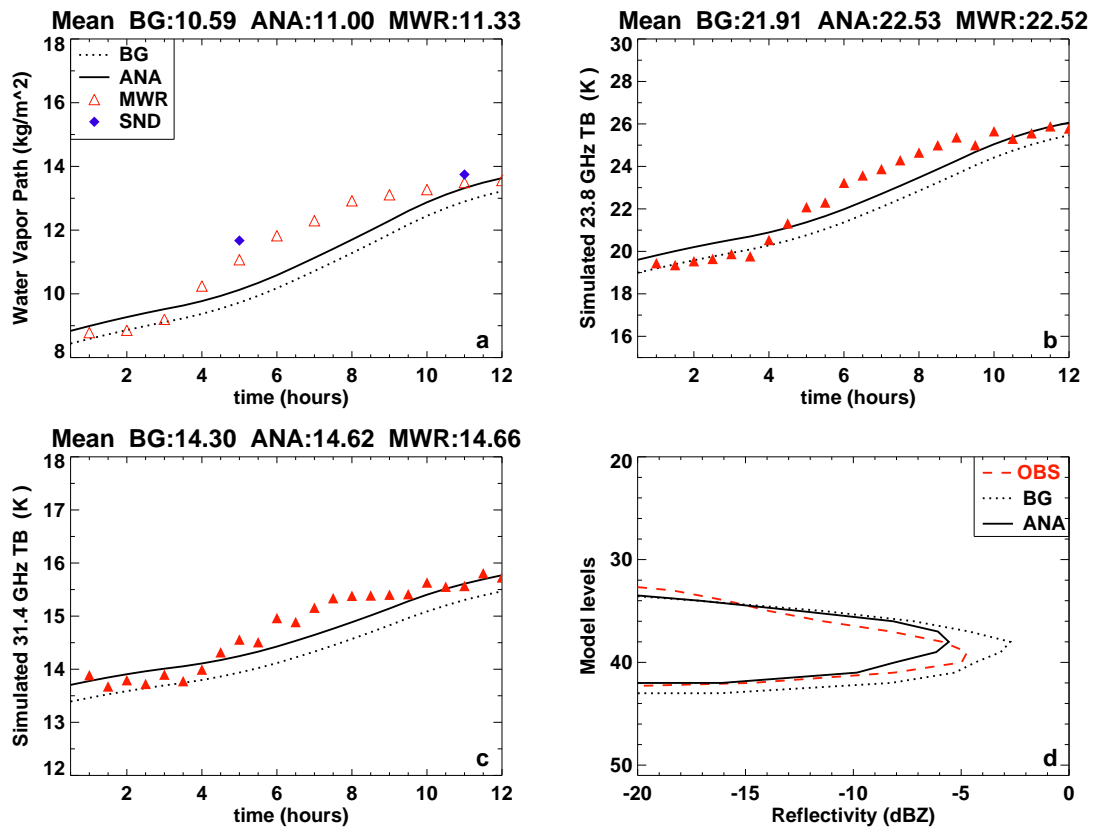 Mean BG:10.59 ANA:11.00 MWR:11.33
18
16
14
12
10
8
Water Vapor Path (kg/m^2)
BG
ANA
MWR
SND
a
2 4 6 8 10 12
time (hours)
Mean BG:21.91 ANA:22.53 MWR:22.52
30
28
26
24
22
20
18
16
Simulated 23.8 GHz TB (K )
b
2 4 6 8 10 12
time (hours)
Mean BG:14.30 ANA:14.62 MWR:14.66
18
17
16
15
14
13
12
Simulated 31.4 GHz TB (K )
c
2 4 6 8 10 12
time (hours)
20
30
40
50
Model levels
OBS
BG
ANA
d
-20 -15 -10 -5 0
Reflectivity (dBZ)